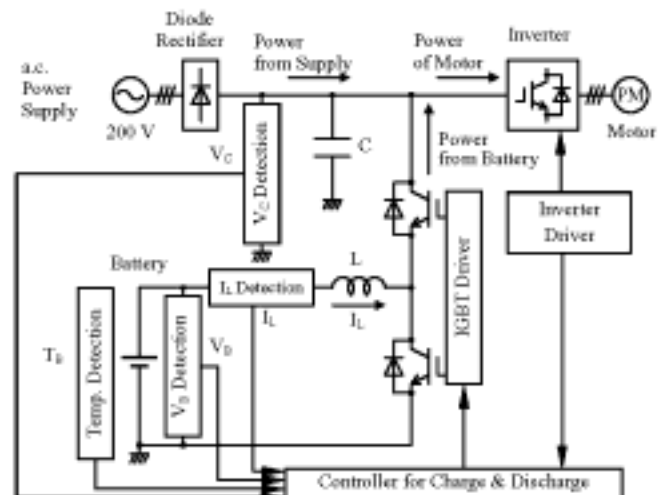 Diode
Rectifier
Power
from Supply
Power
of Motor
Inverter
a.c.
Power
Supply
200 V
PM
Motor
V_C
V_C Detection
C
Power
from Battery
IGBT Driver
Inverter
Driver
Battery
I_L Detection
L
I_L
I_L
T_B
Temp. Detection
V_B Detection
V_B
Controller for Charge & Discharge